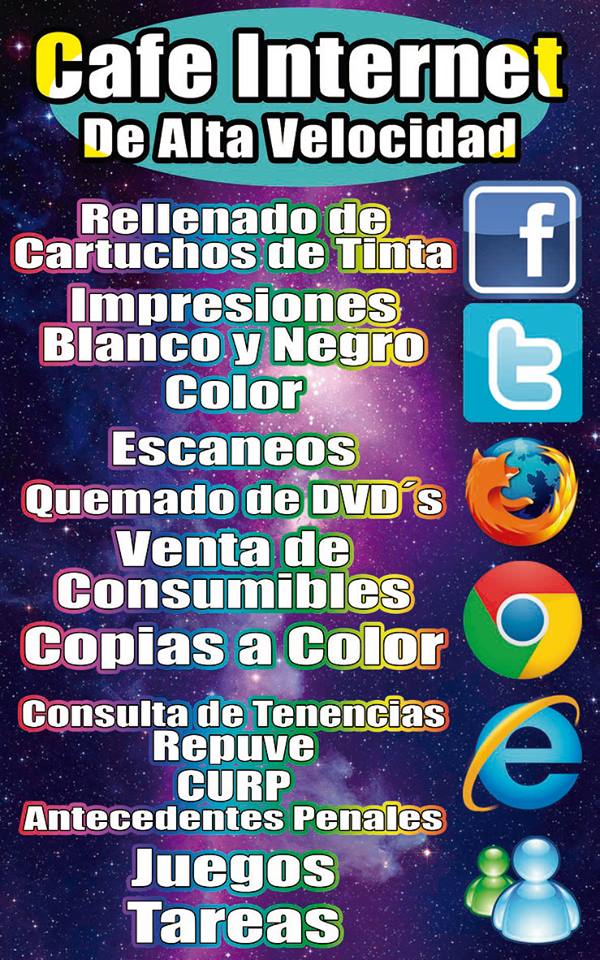 Cafe Internet
De Alta Velocidad
Rellenado de
Cartuchos de Tinta
Impresiones
Blanco y Negro
Color
Escaneos
Quemado de DVD´s
Venta de
Consumibles
Copias a Color
Consulta de Tenencias
Repuve
CURP
Antecedentes Penales
Juegos
Tareas